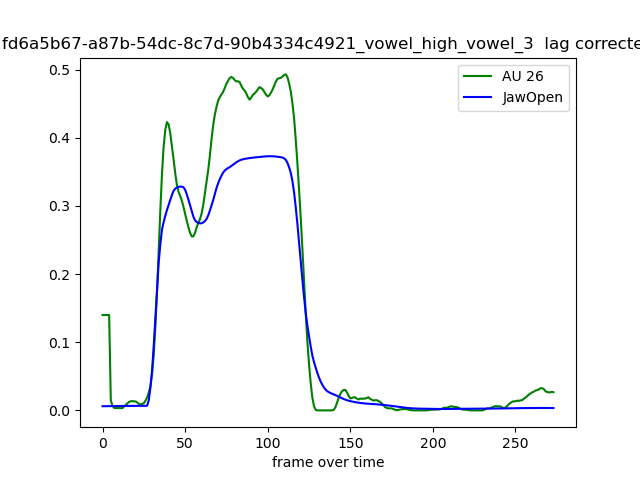 fd6a5b67-a87b-54dc-8c7d-90b4334c4921_vowel_high_vowel_3 lag correcte
AU 26
JawOpen
0.5
0.4
0.3
0.2
0.1
0.0
0 50 100 150 200 250
frame over time